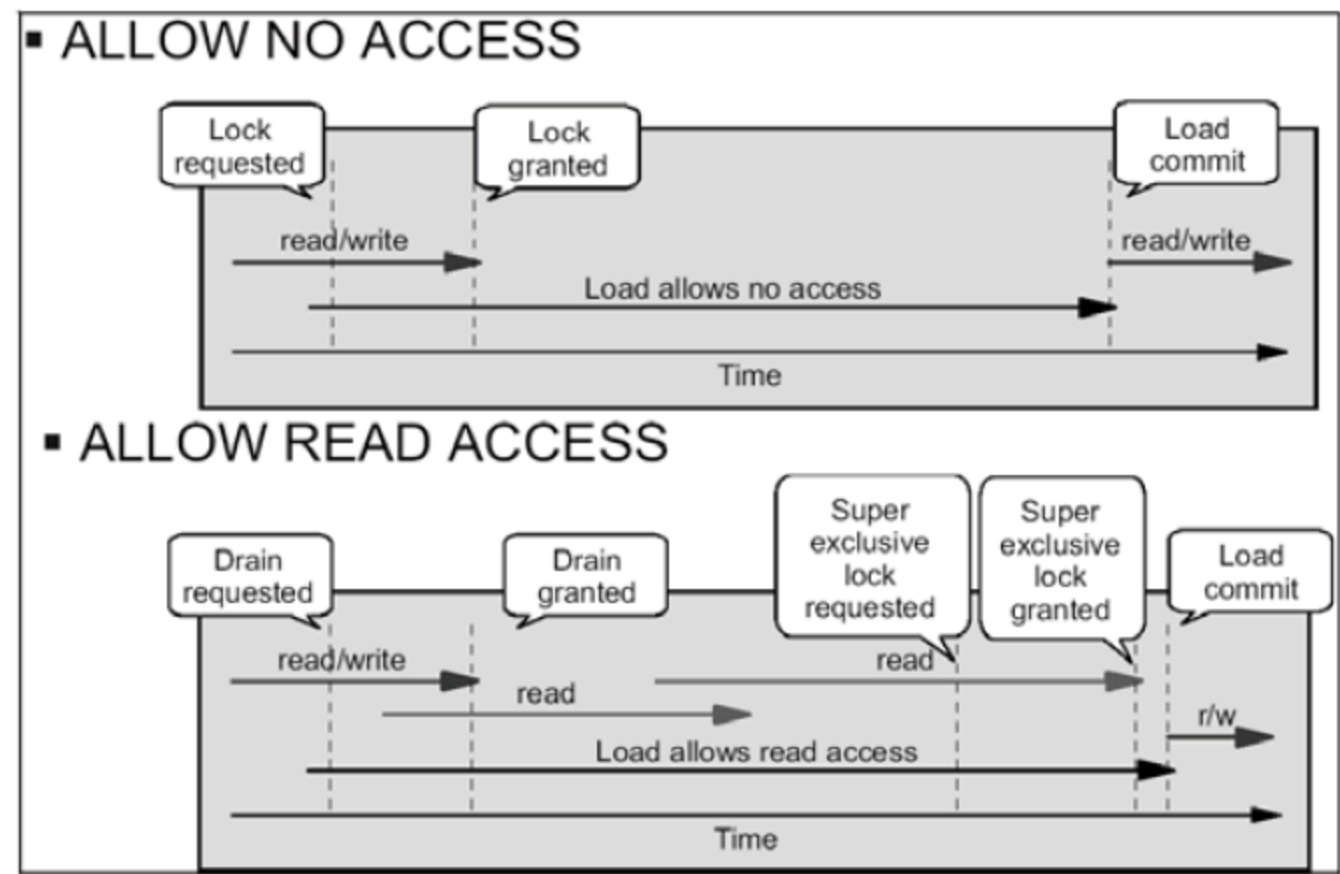 ▪ ALLOW NO ACCESS
Lock
requested
Lock
granted
Load
commit
read/write
read/write
Load allows no access
Time
▪ ALLOW READ ACCESS
Drain
requested
Drain
granted
Super
exclusive
lock
requested
Super
exclusive
lock
granted
Load
commit
read/write
read
read
r/w
Load allows read access
Time